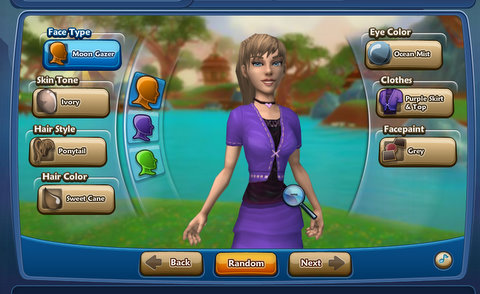 Face Type
Moon Gazer
Skin Tone
Ivory
Hair Style
Ponytail
Hair Color
Sweet Cane
Eye Color
Ocean Mist
Clothes
Purple Skirt
& Top
Facepaint
Grey
Back
Random
Next